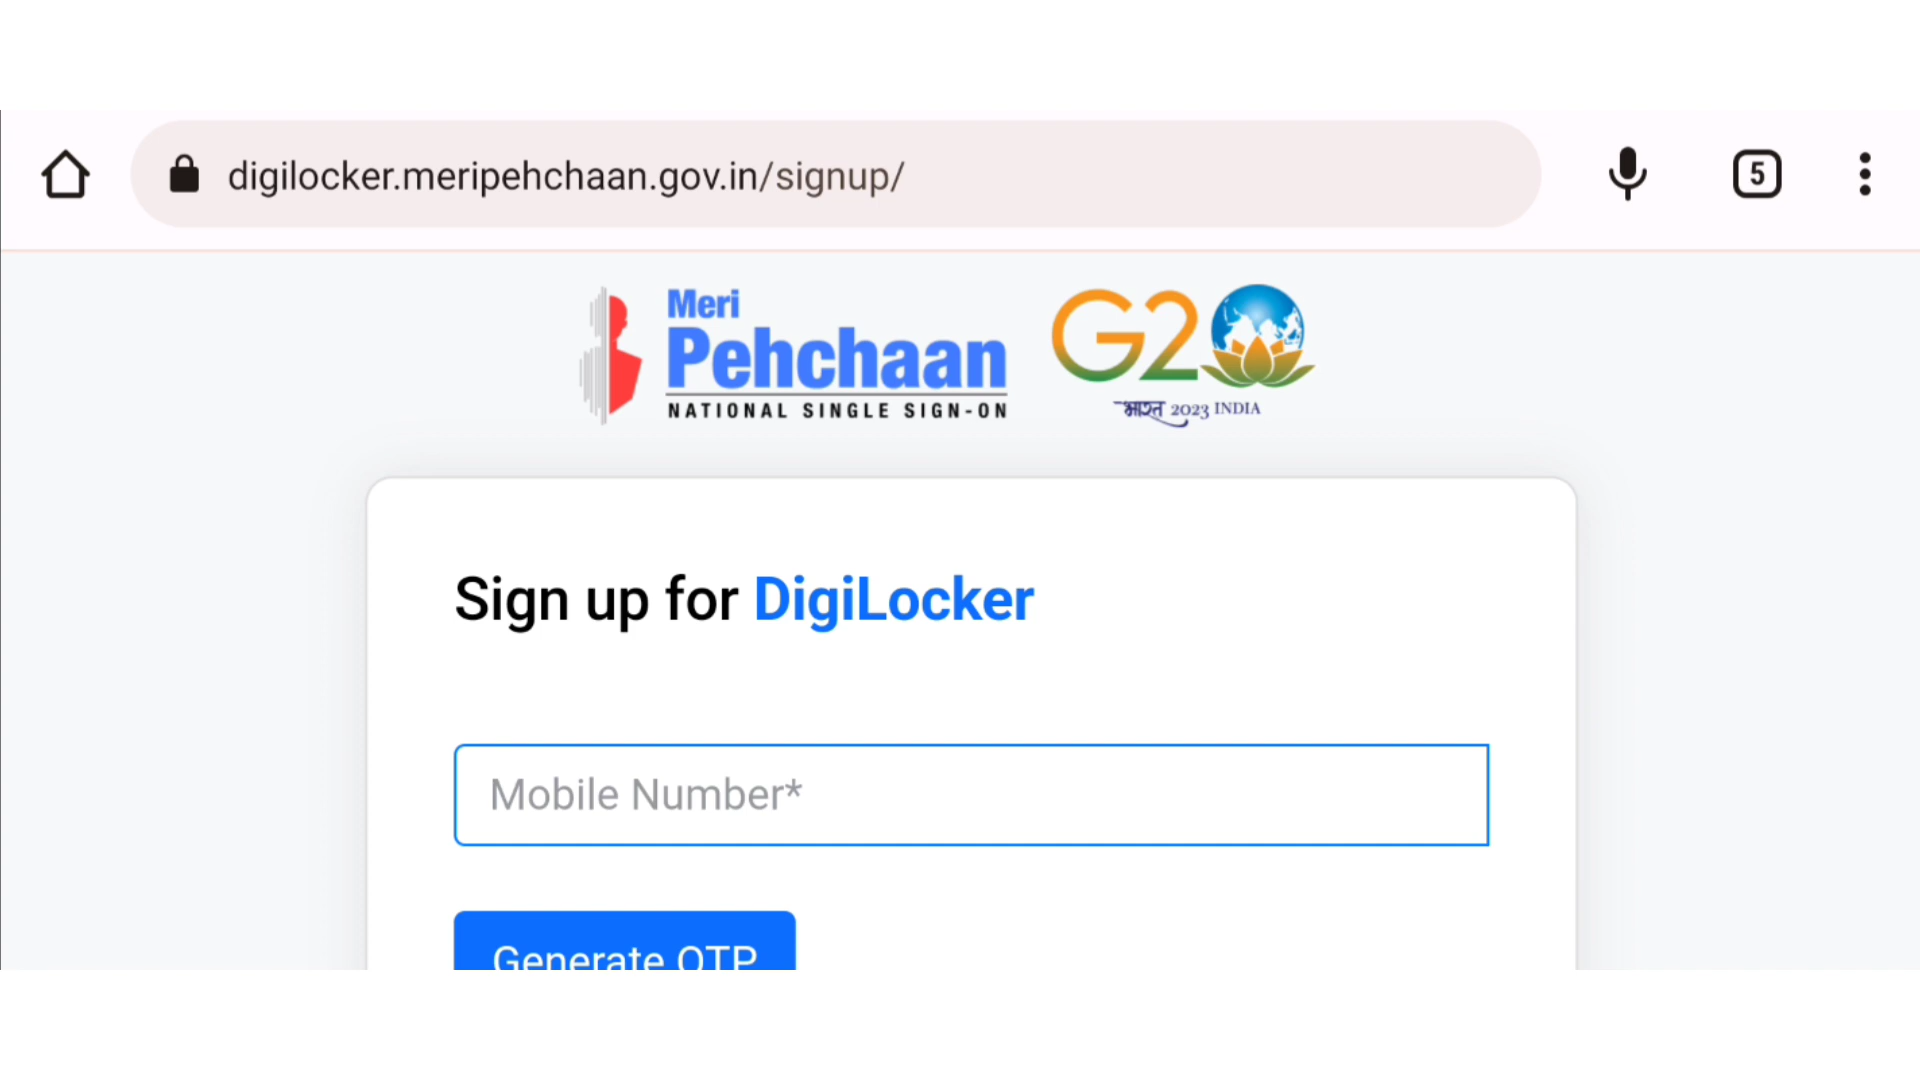 digilocker.meripehchaan.gov.in/signup/
5
Meri
Pehchaan
NATIONAL SINGLE SIGN-ON
G20
भारत 2023 INDIA
Sign up for DigiLocker
Mobile Number*
Generate OTP